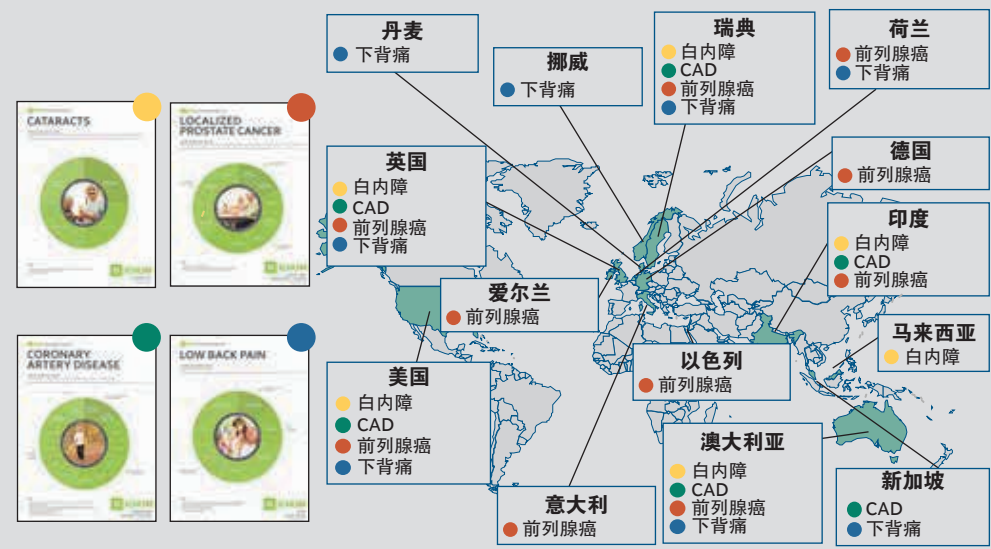 CATARACTS
LOCALIZED
PROSTATE CANCER
CORONARY
ARTERY DISEASE
LOW BACK PAIN
丹麦
下背痛
挪威
下背痛
瑞典
白内障
CAD
前列腺癌
下背痛
荷兰
前列腺癌
下背痛
英国
白内障
CAD
前列腺癌
下背痛
德国
前列腺癌
印度
白内障
CAD
前列腺癌
爱尔兰
前列腺癌
马来西亚
白内障
以色列
前列腺癌
美国
白内障
CAD
前列腺癌
下背痛
澳大利亚
白内障
CAD
前列腺癌
下背痛
新加坡
CAD
下背痛
意大利
前列腺癌